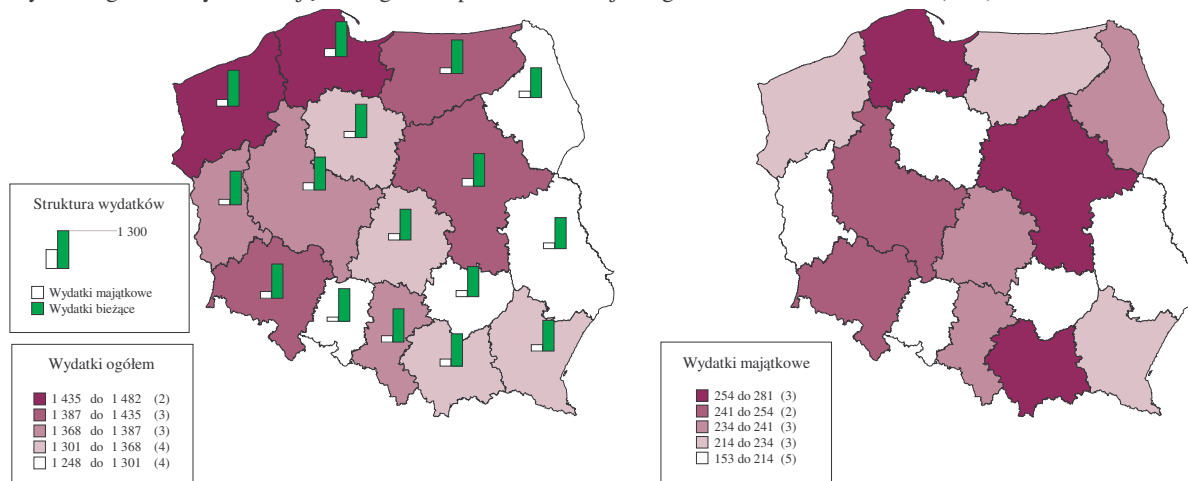 Struktura wydatków
1 300
Wydatki majątkowe
Wydatki bieżące
Wydatki ogółem
1 435 do 1 482 (2)
1 387 do 1 435 (3)
1 368 do 1 387 (3)
1 301 do 1 368 (4)
1 248 do 1 301 (4)
Wydatki majątkowe
254 do 281 (3)
241 do 254 (2)
234 do 241 (3)
214 do 234 (3)
153 do 214 (5)